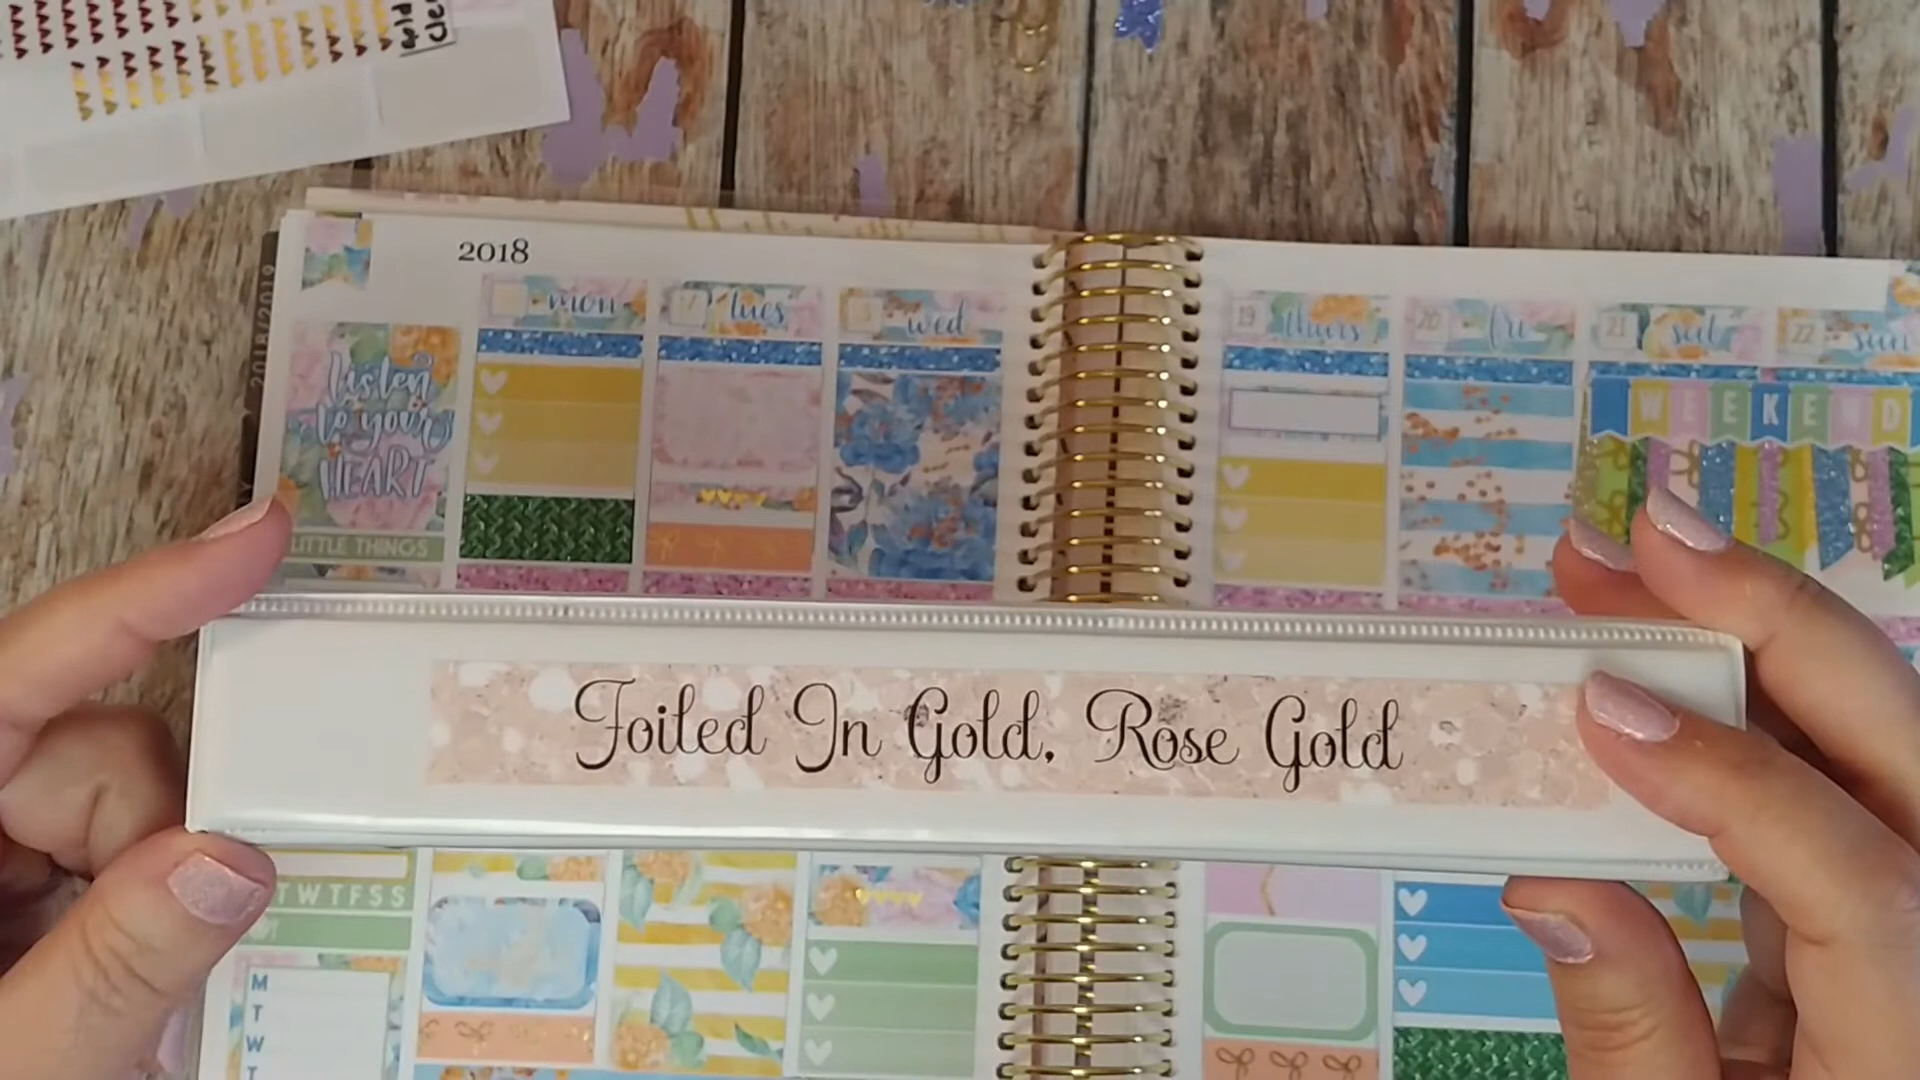 2018
mon
tues
wed
19 thurs
20 fri
21 sat
22 sun
Listen
to your
HEART
WEEKEND
LITTLE THINGS
Foiled In Gold, Rose Gold
TWTFSS
M
T
W
T